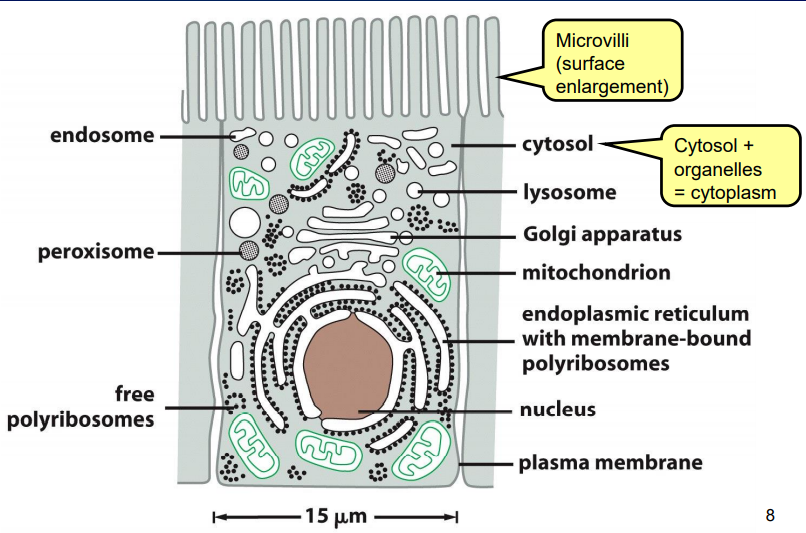 Microvilli
(surface
enlargement)
endosome
cytosol
Cytosol +
organelles
= cytoplasm
lysosome
Golgi apparatus
peroxisome
mitochondrion
endoplasmic reticulum
with membrane-bound
polyribosomes
free
polyribosomes
nucleus
plasma membrane
15 μm
8